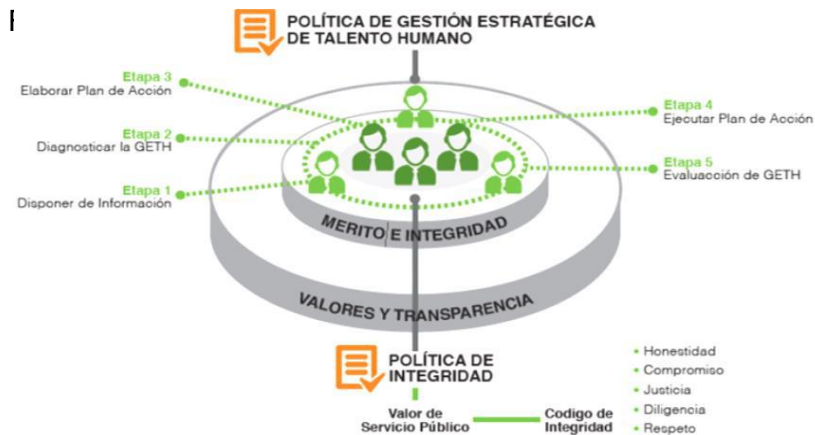 POLÍTICA DE GESTIÓN ESTRATÉGICA
DE TALENTO HUMANO
Etapa 3
Elaborar Plan de Acción
Etapa 2
Diagnosticar la GETH
Etapa 1
Disponer de Información
Etapa 4
Ejecutar Plan de Acción
Etapa 5
Evaluacción de GETH
MERITO E INTEGRIDAD
VALORES Y TRANSPARENCIA
POLÍTICA DE
INTEGRIDAD
Valor de
Servicio Público
Codigo de
Integridad
• Honestidad
• Compromiso
• Justicia
• Diligencia
• Respeto